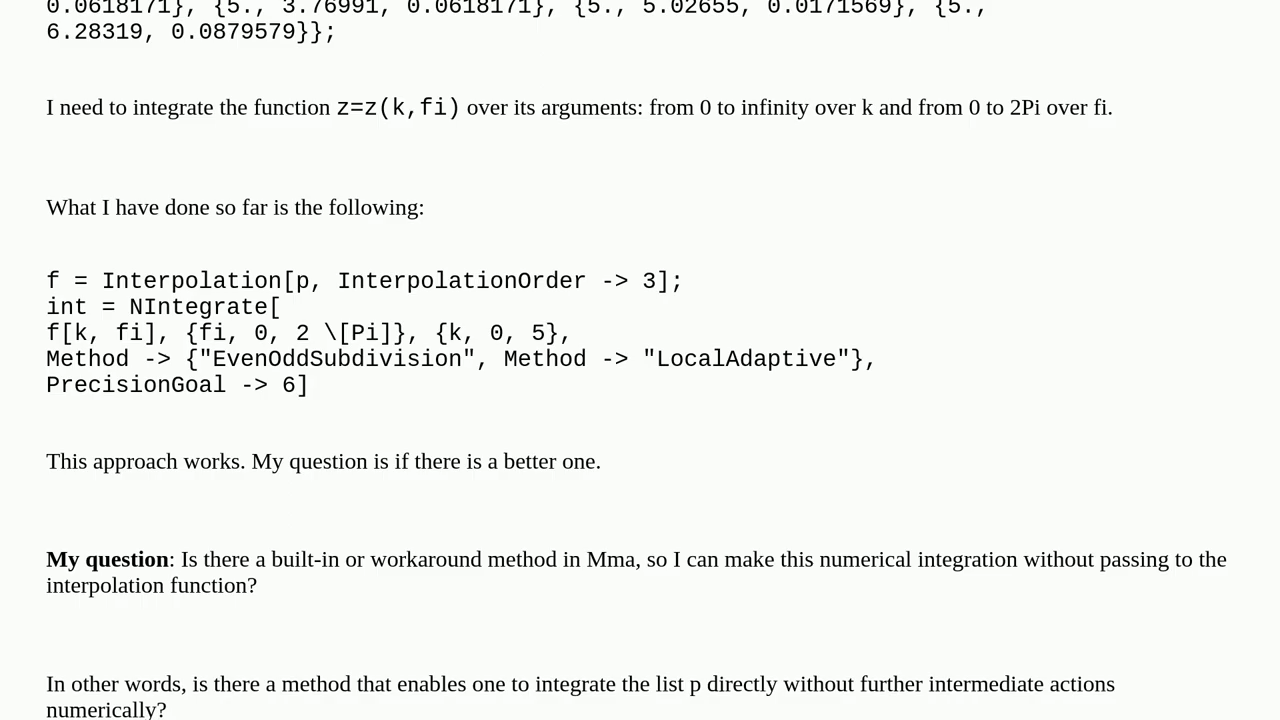 0.0618171}, {5., 3.76991, 0.0618171}, {5., 5.02655, 0.0171569}, {5.,
6.28319, 0.0879579}};
I need to integrate the function z=z(k,fi) over its arguments: from 0 to infinity over k and from 0 to 2Pi over fi.
What I have done so far is the following:
f = Interpolation[p, InterpolationOrder -> 3];
int = NIntegrate[
f[k, fi], {fi, 0, 2 \[Pi]}, {k, 0, 5},
Method -> {"EvenOddSubdivision", Method -> "LocalAdaptive"},
PrecisionGoal -> 6]
This approach works. My question is if there is a better one.
My question: Is there a built-in or workaround method in Mma, so I can make this numerical integration without passing to the
interpolation function?
In other words, is there a method that enables one to integrate the list p directly without further intermediate actions
numerically?